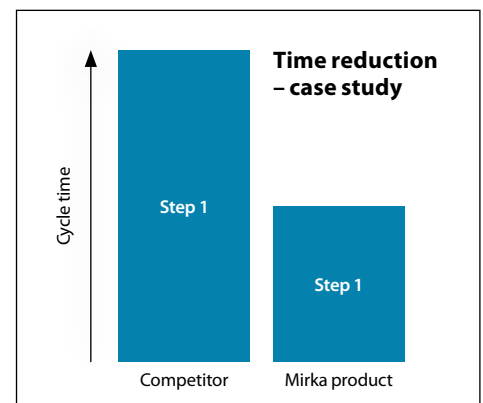 Time reduction
– case study
Cycle time
Step 1
Step 1
Competitor
Mirka product